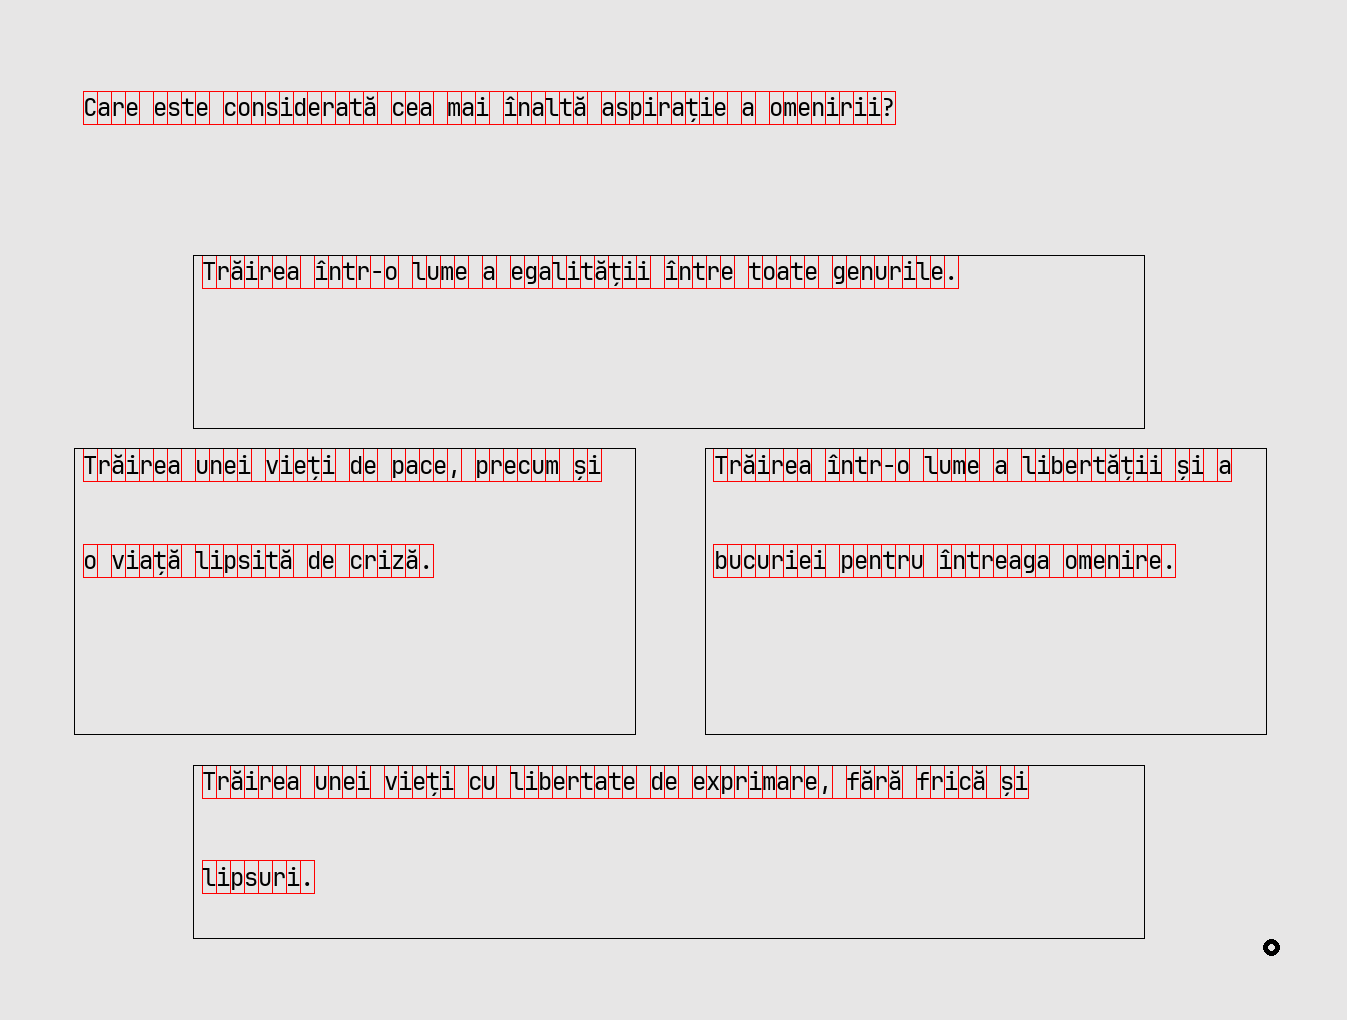 Care este considerată cea mai înaltă aspirație a omenirii?
Trăirea într-o lume a egalității între toate genurile.
Trăirea unei vieți de pace, precum și
o viață lipsită de criză.
Trăirea într-o lume a libertății și a
bucuriei pentru întreaga omenire.
Trăirea unei vieți cu libertate de exprimare, fără frică și
lipsuri.